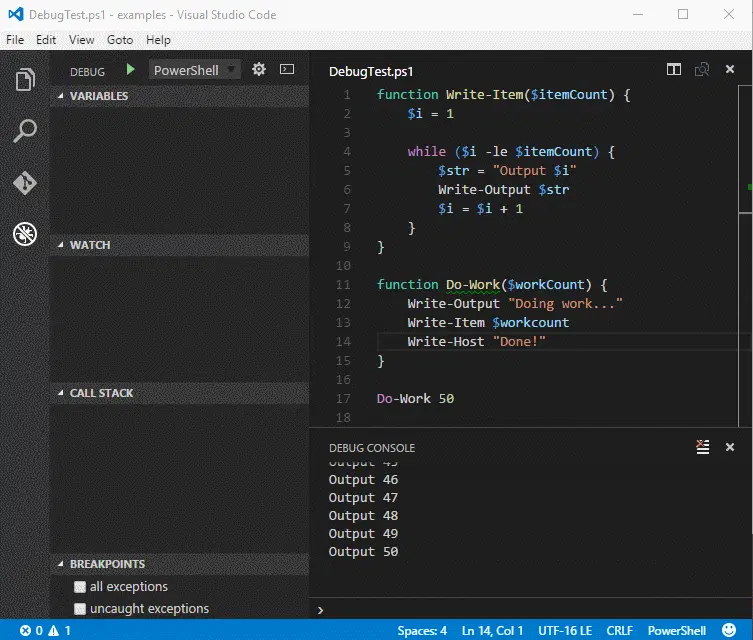 DebugTest.ps1 - examples - Visual Studio Code
File Edit View Goto Help
DEBUG PowerShell
VARIABLES
WATCH
CALL STACK
BREAKPOINTS
all exceptions
uncaught exceptions
DebugTest.ps1
1 function Write-Item($itemCount) {
2 $i = 1
3
4 while ($i -le $itemCount) {
5 $str = "Output $i"
6 Write-Output $str
7 $i = $i + 1
8 }
9 }
10
11 function Do-Work($workCount) {
12 Write-Output "Doing work..."
13 Write-Item $workcount
14 Write-Host "Done!"
15 }
16
17 Do-Work 50
18
DEBUG CONSOLE
Output 45
Output 46
Output 47
Output 48
Output 49
Output 50
>
0 1 Spaces: 4 Ln 14, Col 1 UTF-16 LE CRLF PowerShell